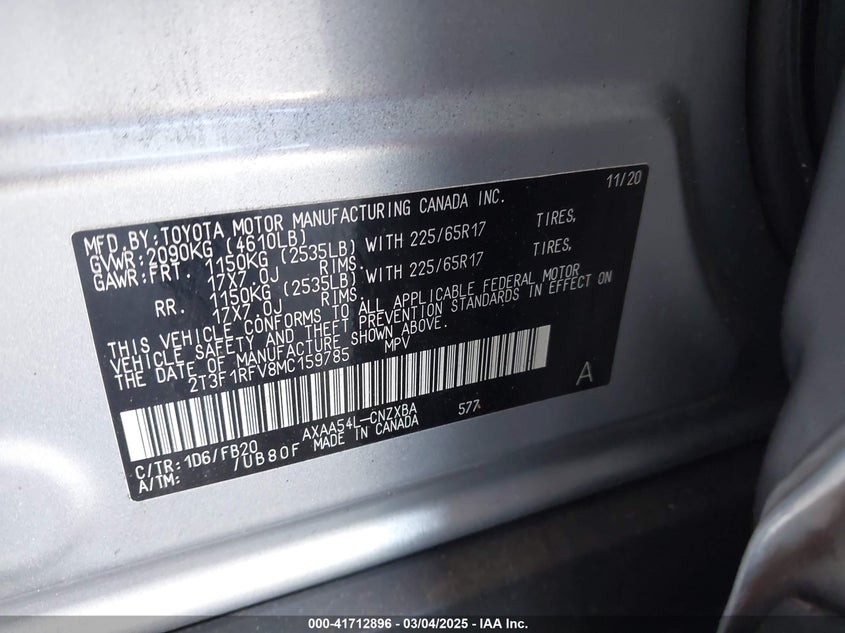 11/20
MFD. BY: TOYOTA MOTOR MANUFACTURING CANADA INC.
GVWR: 2090KG (4610LB)
GAWR: FRT. 1150KG (2535LB) WITH 225/65R17 TIRES,
17X7.0J RIMS.
RR. 1150KG (2535LB) WITH 225/65R17 TIRES,
17X7.0J RIMS.
THIS VEHICLE CONFORMS TO ALL APPLICABLE FEDERAL MOTOR
VEHICLE SAFETY AND THEFT PREVENTION STANDARDS IN EFFECT ON
THE DATE OF MANUFACTURE SHOWN ABOVE.
2T3F1RFV8MC159785 MPV
A
C/TR: 1D6/FB20 AXAA54L-CNZXBA 577
A/TM: /UB80F MADE IN CANADA
000-41712896 - 03/04/2025 - IAA Inc.